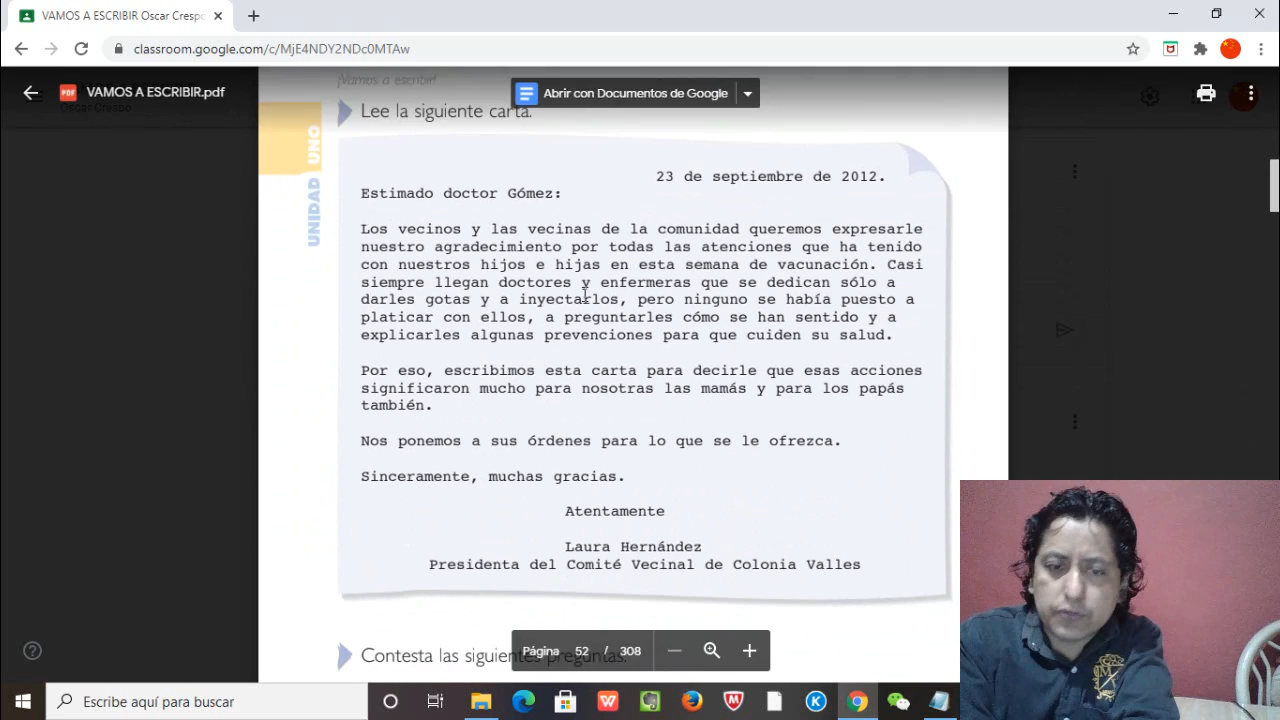 VAMOS A ESCRIBIR Oscar Crespo
classroom.google.com/c/MjE4NDY2NDc0MTAw
VAMOS A ESCRIBIR.pdf
Oscar Crespo
¡Vamos a escribir!
Abrir con Documentos de Google
Lee la siguiente carta.
UNIDAD UNO
23 de septiembre de 2012.
Estimado doctor Gómez:
Los vecinos y las vecinas de la comunidad queremos expresarle
nuestro agradecimiento por todas las atenciones que ha tenido
con nuestros hijos e hijas en esta semana de vacunación. Casi
siempre llegan doctores y enfermeras que se dedican sólo a
darles gotas y a inyectarlos, pero ninguno se había puesto a
platicar con ellos, a preguntarles cómo se han sentido y a
explicarles algunas prevenciones para que cuiden su salud.
Por eso, escribimos esta carta para decirle que esas acciones
significaron mucho para nosotras las mamás y para los papás
también.
Nos ponemos a sus órdenes para lo que se le ofrezca.
Sinceramente, muchas gracias.
Atentamente
Laura Hernández
Presidenta del Comité Vecinal de Colonia Valles
Contesta las siguientes preguntas.
Página 52 / 308
Escribe aquí para buscar